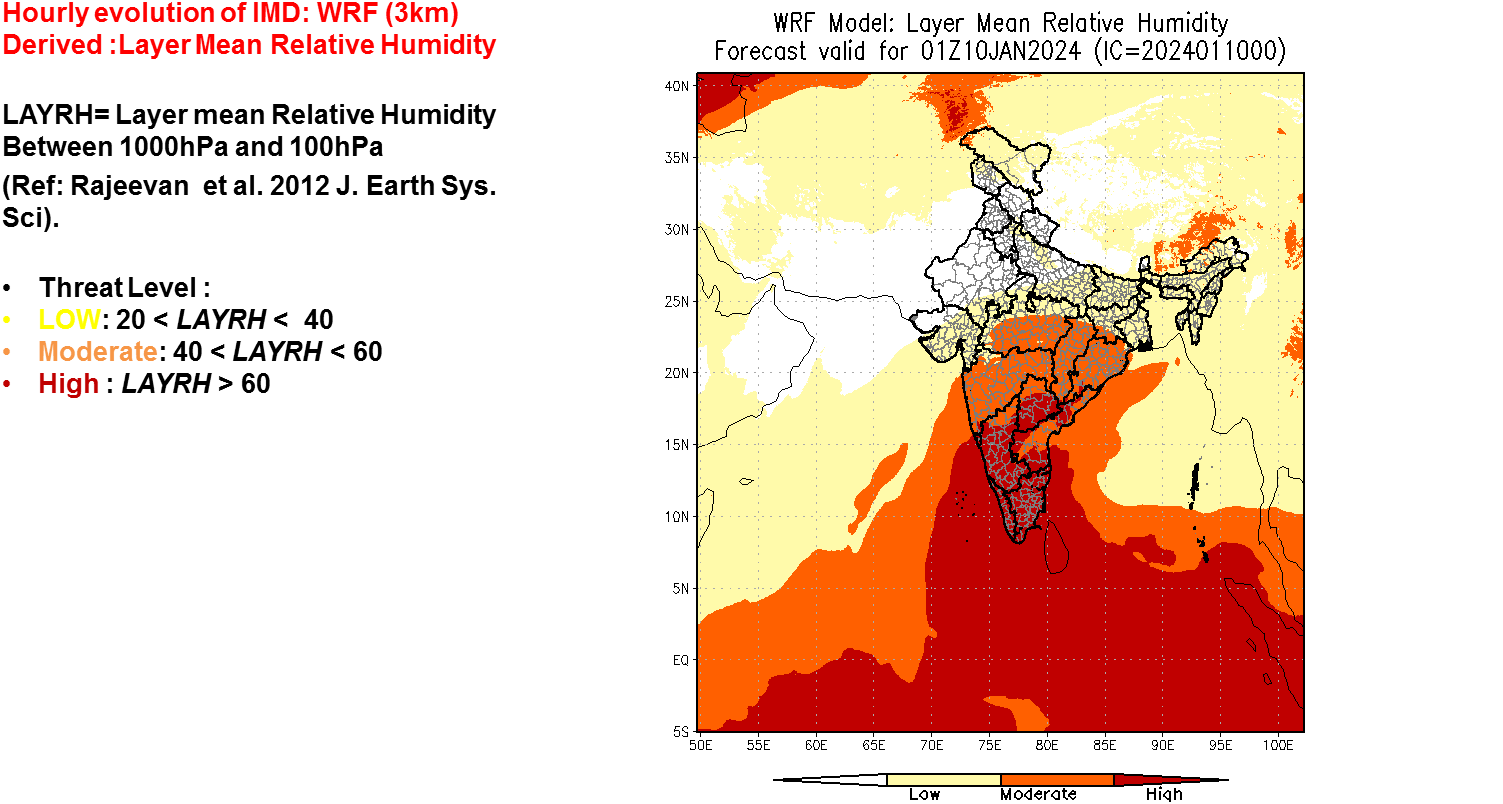 Hourly evolution of IMD: WRF (3km)
Derived :Layer Mean Relative Humidity
LAYRH= Layer mean Relative Humidity
Between 1000hPa and 100hPa
(Ref: Rajeevan et al. 2012 J. Earth Sys.
Sci).
• Threat Level :
• LOW: 20 < LAYRH < 40
• Moderate: 40 < LAYRH < 60
• High : LAYRH > 60
WRF Model: Layer Mean Relative Humidity
Forecast valid for 01Z10JAN2024 (IC=2024011000)
40N
35N
30N
25N
20N
15N
10N
5N
EQ
5S
50E 55E 60E 65E 70E 75E 80E 85E 90E 95E 100E
Low Moderate High